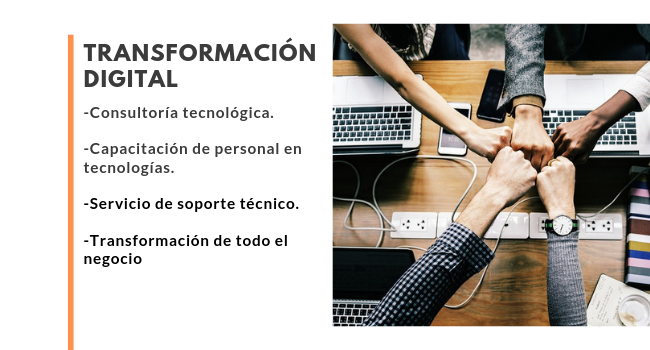 TRANSFORMACIÓN
DIGITAL
-Consultoría tecnológica.
-Capacitación de personal en
tecnologías.
-Servicio de soporte técnico.
-Transformación de todo el
negocio